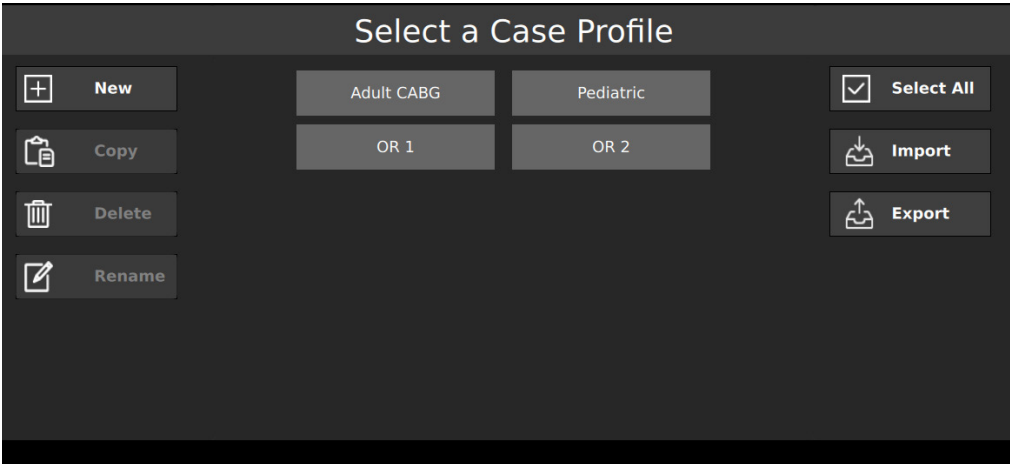 Select a Case Profile
New
Copy
Delete
Rename
Adult CABG
Pediatric
OR 1
OR 2
Select All
Import
Export